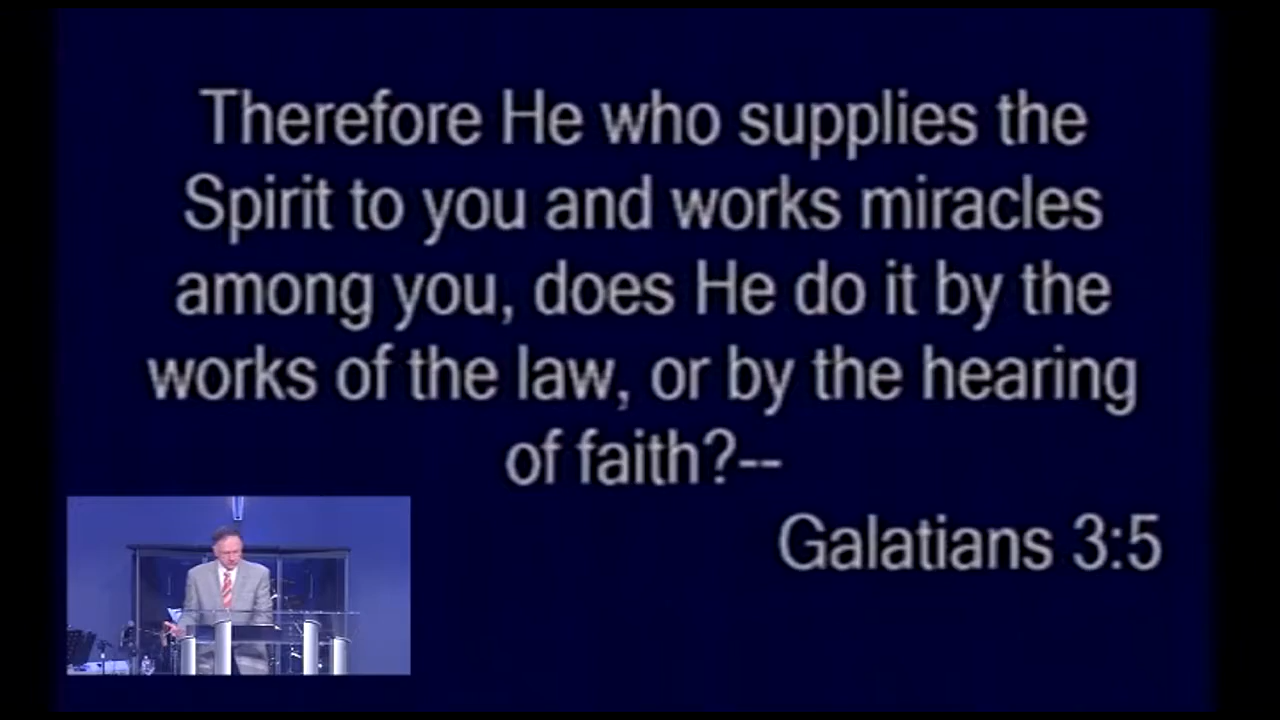 Therefore He who supplies the
Spirit to you and works miracles
among you, does He do it by the
works of the law, or by the hearing
of faith?--
Galatians 3:5